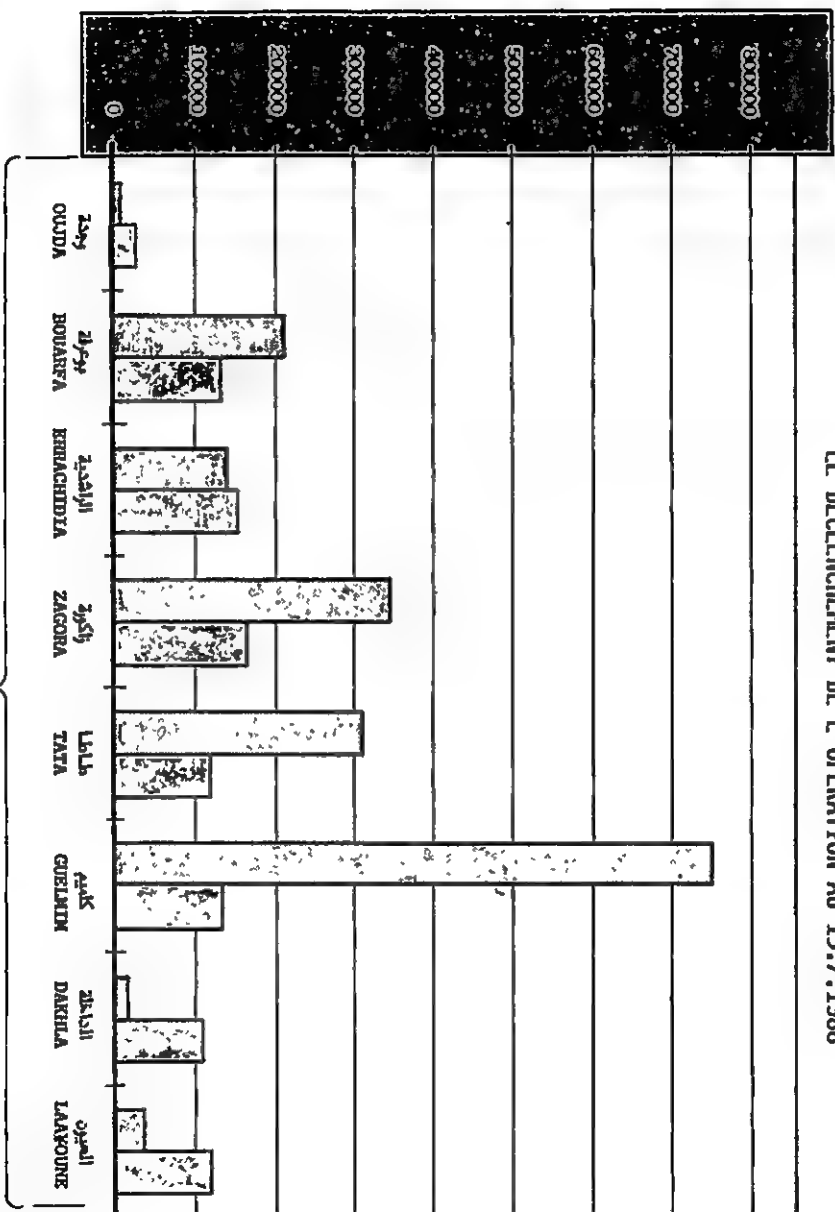 LE DECLENCHEMENT DE L'OPERATION AU 15.7.1988
800000
700000
600000
500000
400000
300000
200000
100000
0
وجدة
OUJDA
بوعرفة
BOUARFA
الراشدية
ERRACHIDIA
زاكورة
ZAGORA
طاطا
TATA
كلميم
GUELMIM
الداخلة
DAKHLA
العيون
LAAYOUNE